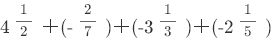 4 1/2 +(- 2/7 )+(-3 1/3 )+(-2 1/5 )